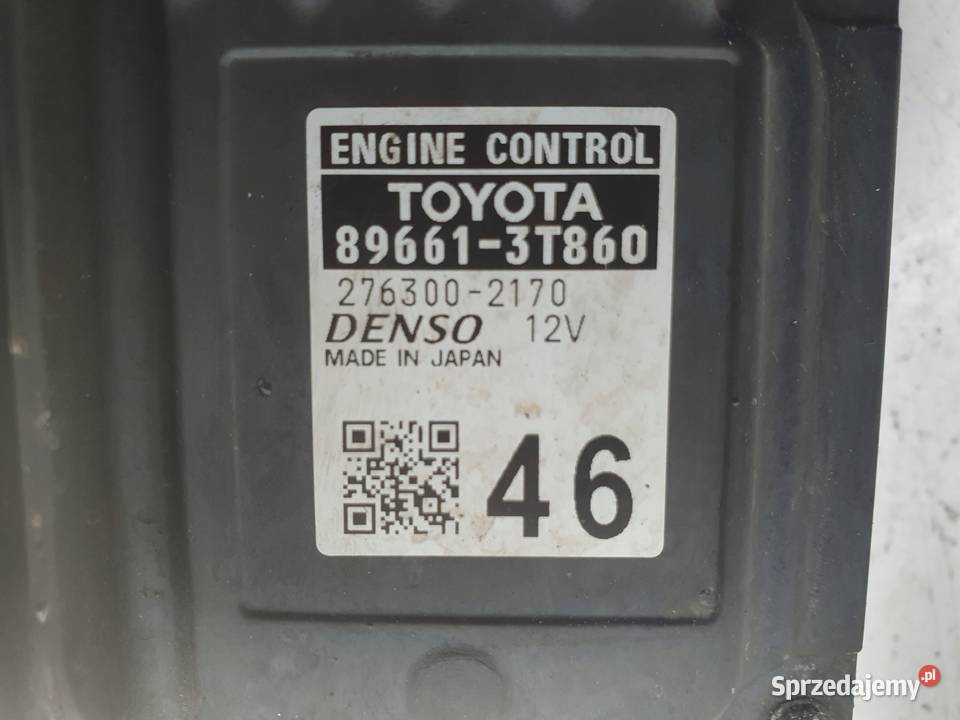 ENGINE CONTROL
TOYOTA
89661-3T860
276300-2170
DENSO 12V
MADE IN JAPAN
46
Sprzedajemy.pl